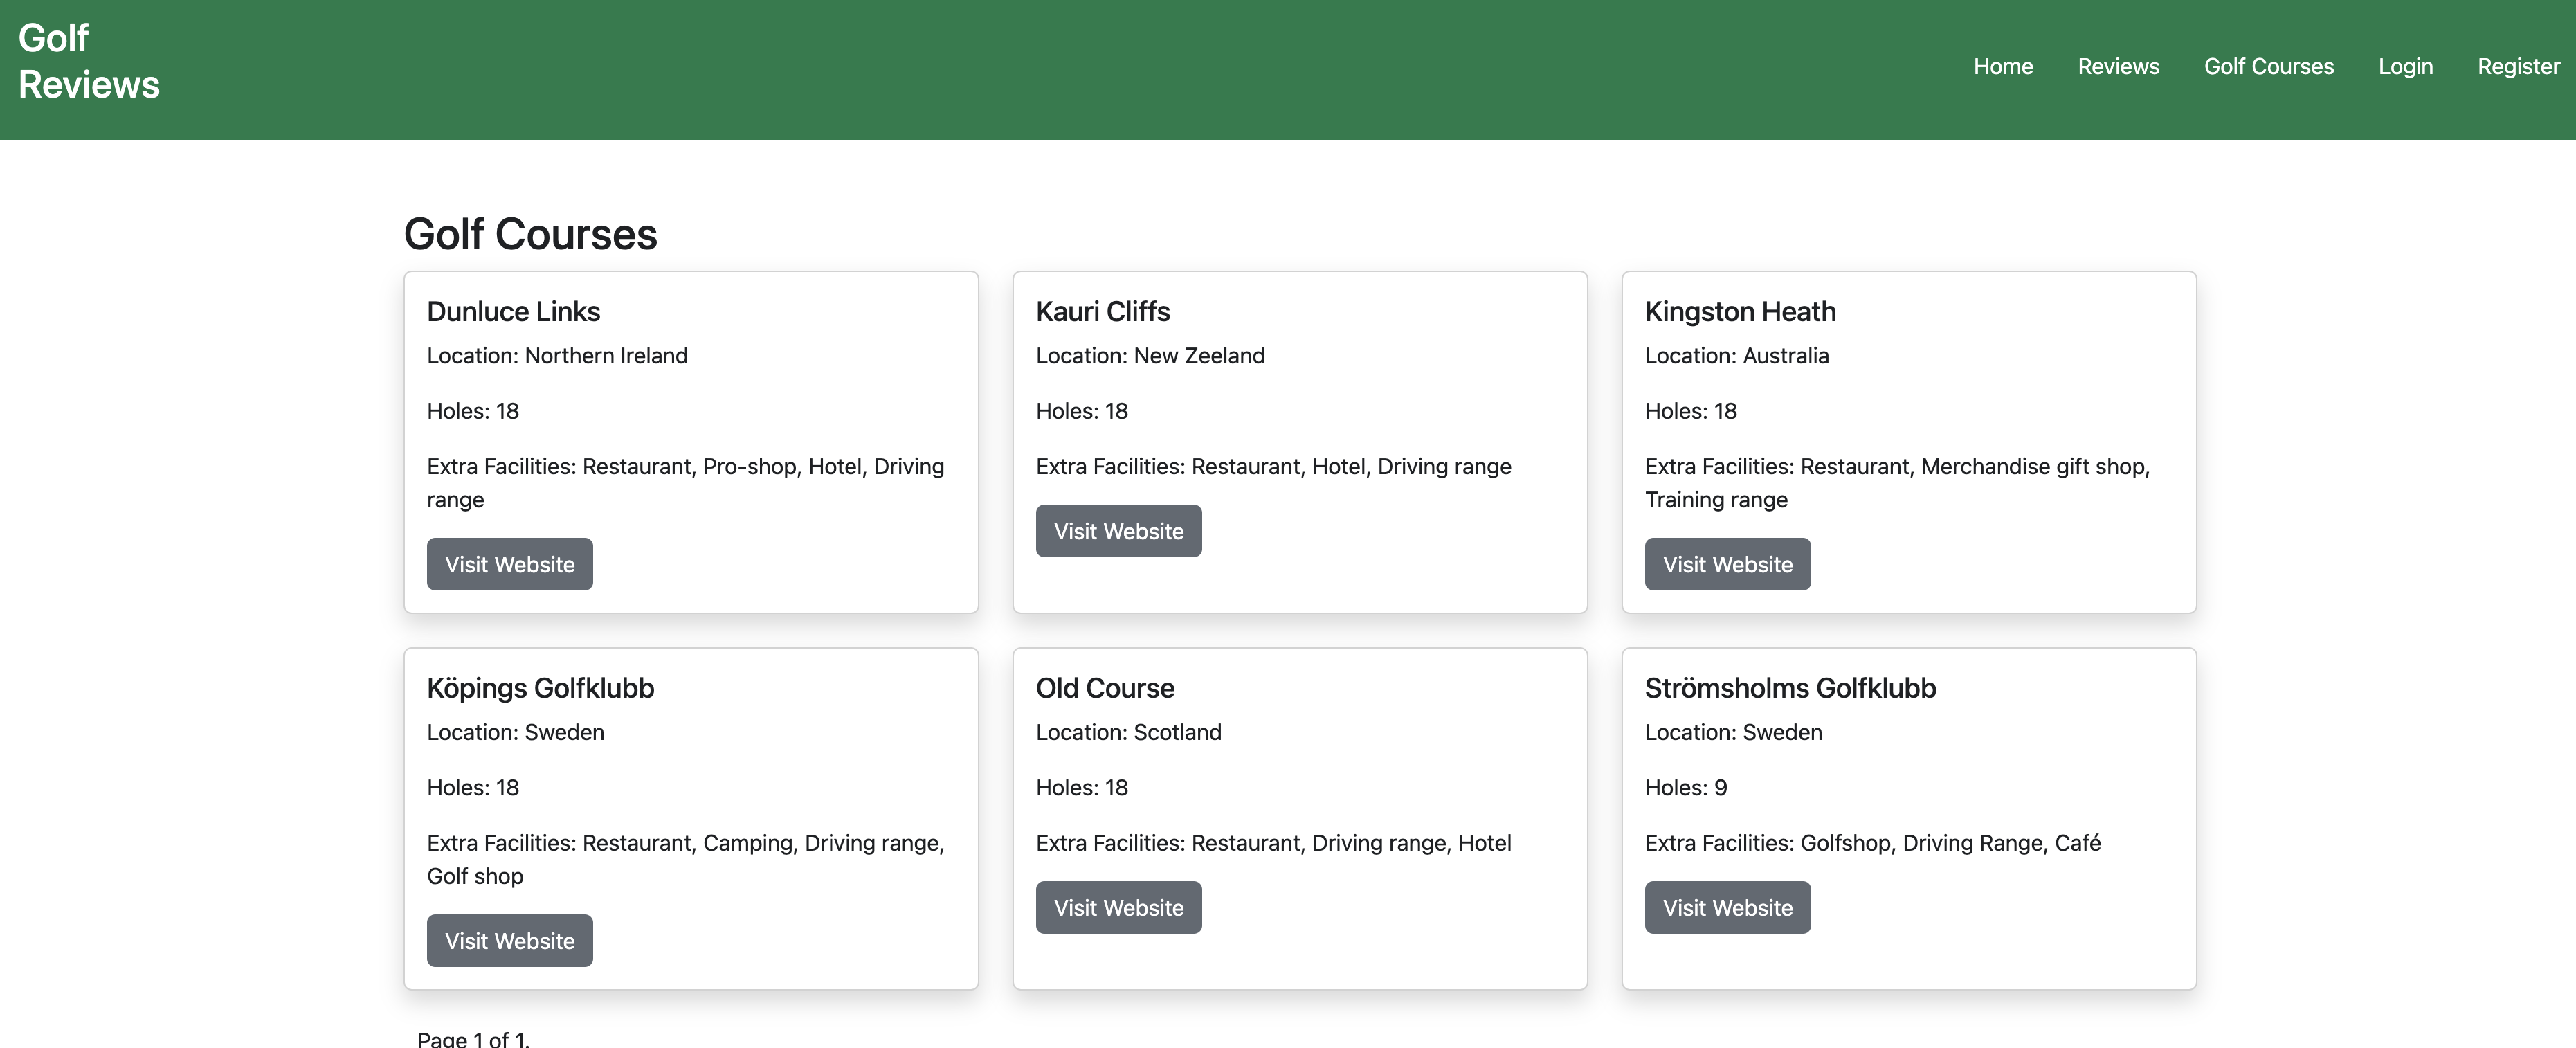 Golf
Reviews
Home Reviews Golf Courses Login Register
Golf Courses
Dunluce Links
Location: Northern Ireland
Holes: 18
Extra Facilities: Restaurant, Pro-shop, Hotel, Driving
range
Visit Website
Kauri Cliffs
Location: New Zeeland
Holes: 18
Extra Facilities: Restaurant, Hotel, Driving range
Visit Website
Kingston Heath
Location: Australia
Holes: 18
Extra Facilities: Restaurant, Merchandise gift shop,
Training range
Visit Website
Köpings Golfklubb
Location: Sweden
Holes: 18
Extra Facilities: Restaurant, Camping, Driving range,
Golf shop
Visit Website
Old Course
Location: Scotland
Holes: 18
Extra Facilities: Restaurant, Driving range, Hotel
Visit Website
Strömsholms Golfklubb
Location: Sweden
Holes: 9
Extra Facilities: Golfshop, Driving Range, Café
Visit Website
Page 1 of 1.